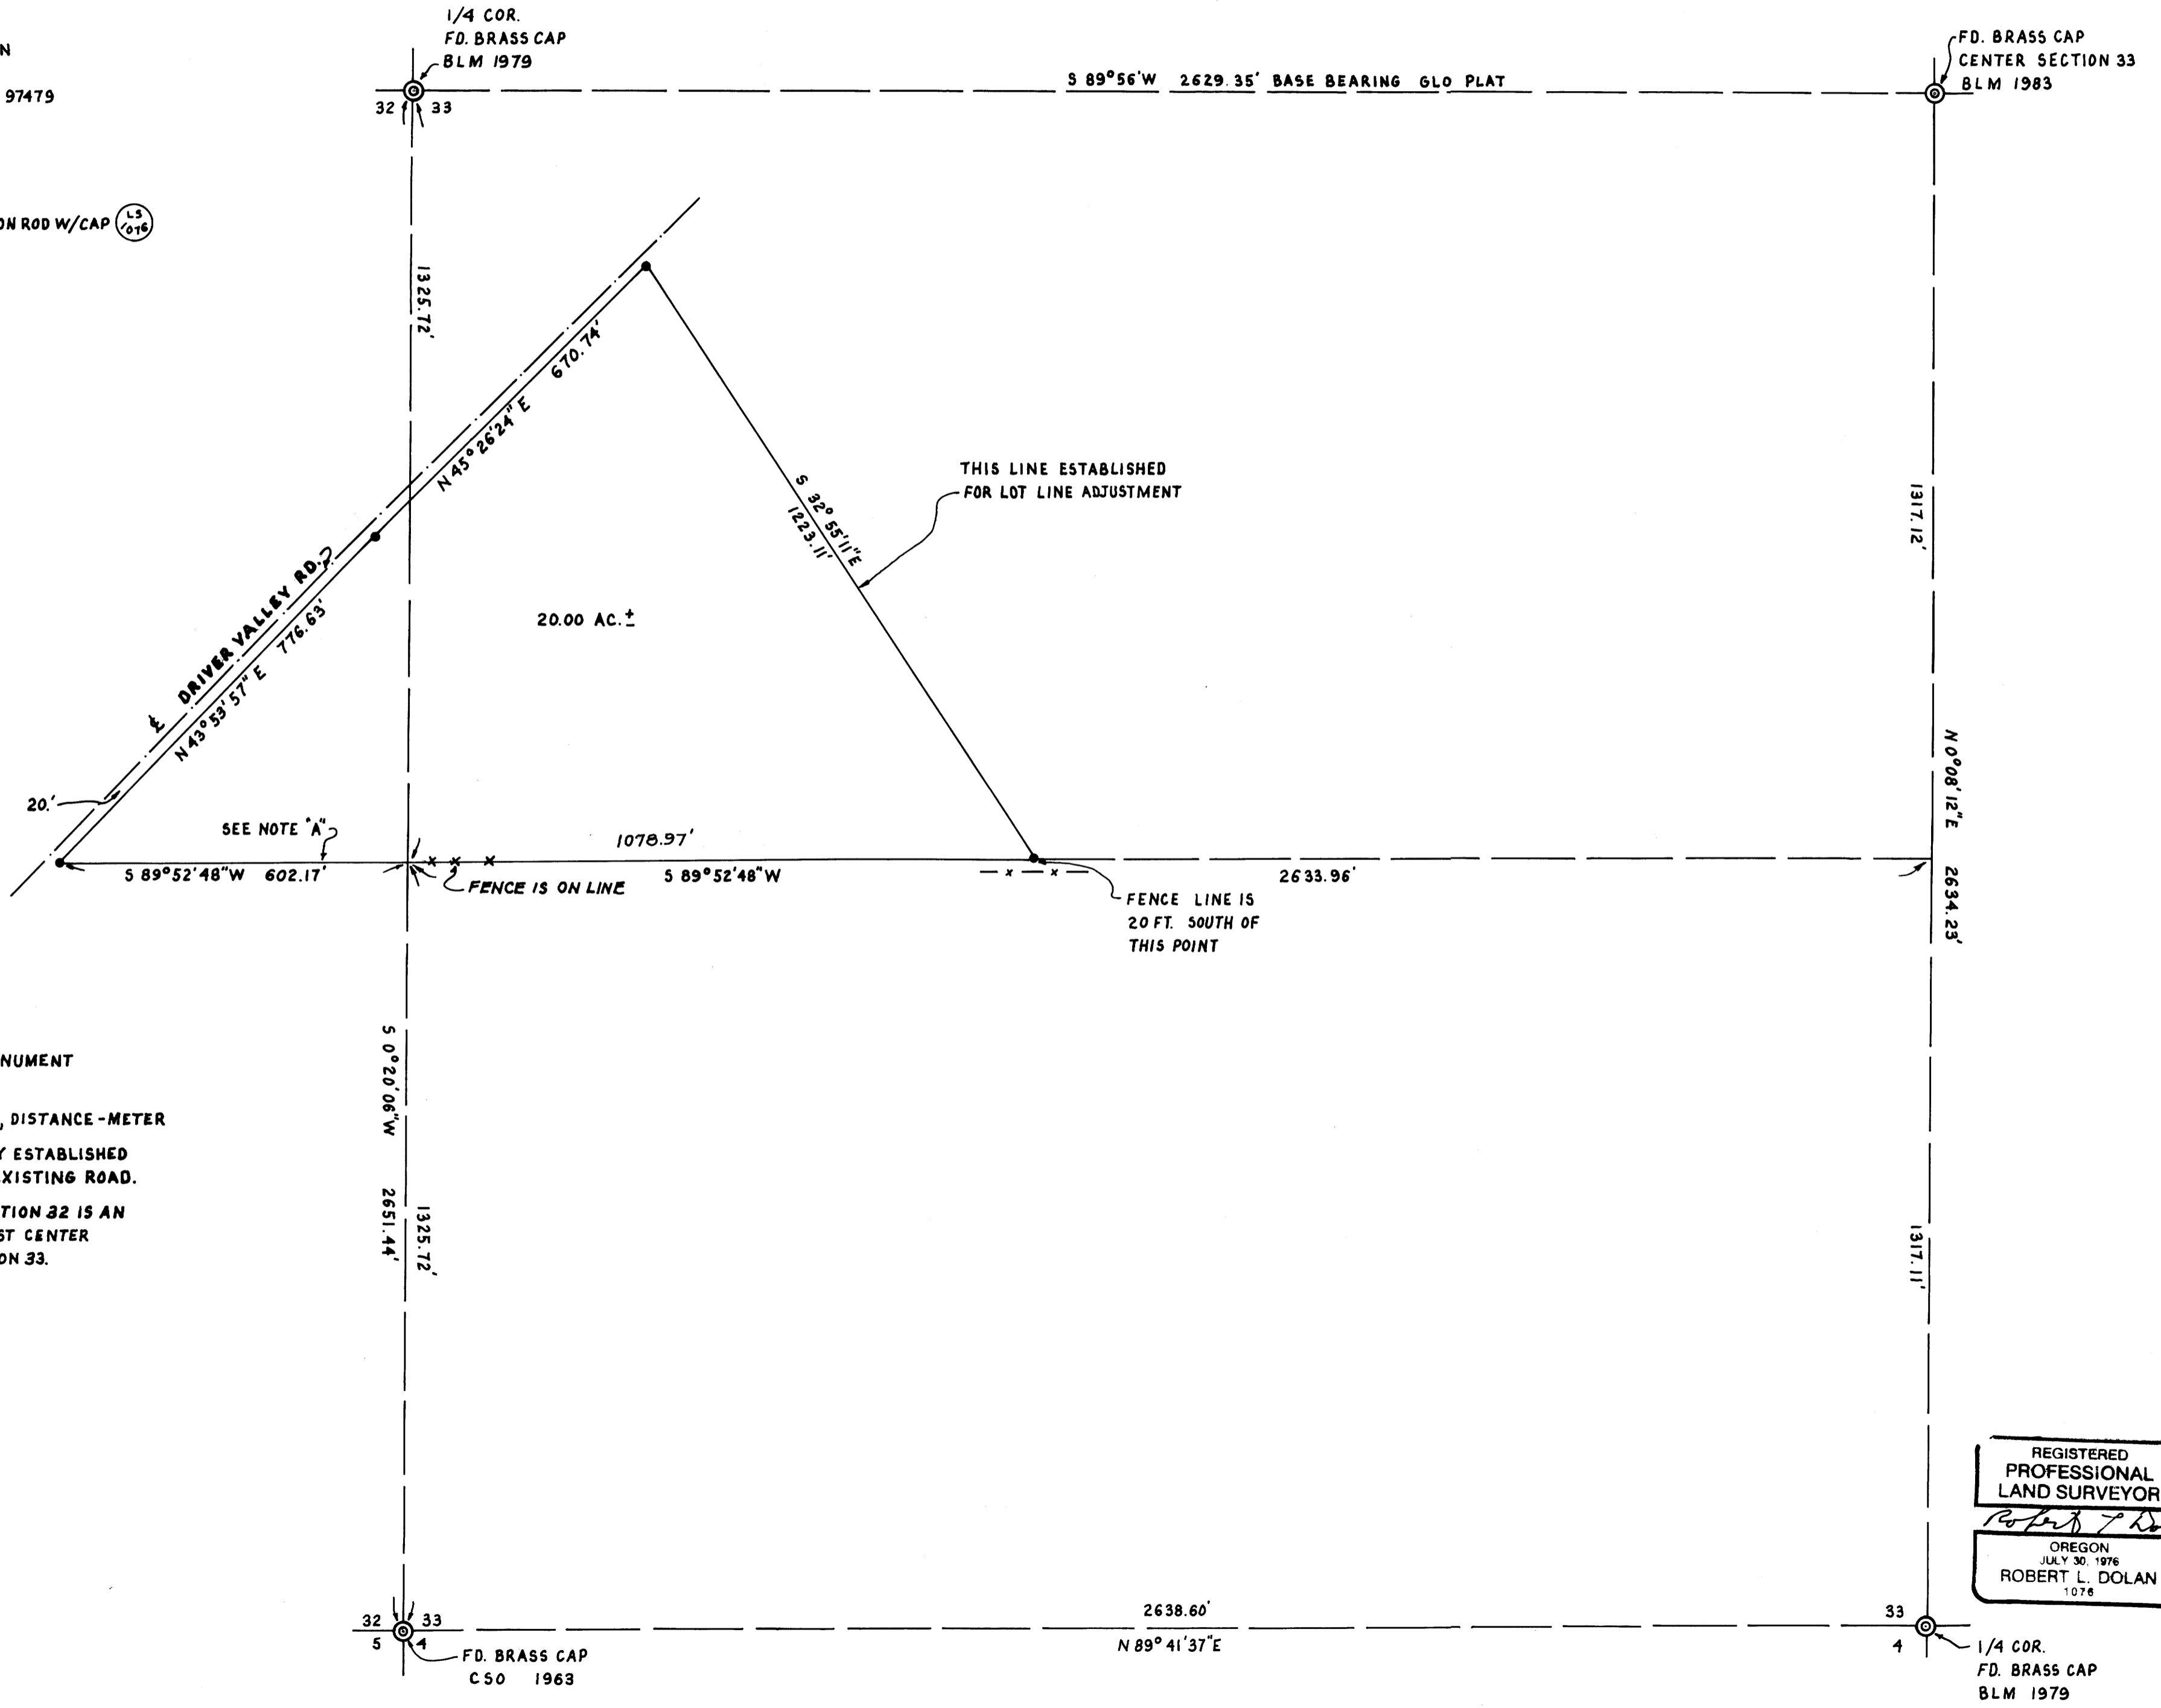 1/4 COR.
FD. BRASS CAP
BLM 1979
32 33
N
97479
ON ROD W/CAP
LS
1076
S 89°56'W 2629.35' BASE BEARING GLO PLAT
FD. BRASS CAP
CENTER SECTION 33
BLM 1983
1325.72'
N 45° 26' 24" E 670.74'
S 32° 55' 11" E
1223.11'
THIS LINE ESTABLISHED
FOR LOT LINE ADJUSTMENT
1317.12'
20.00 AC.±
℄ DRIVER VALLEY RD.
N 43° 53' 57" E 776.63'
20.'
SEE NOTE "A"
S 89°52'48"W 602.17'
FENCE IS ON LINE
1078.97'
S 89°52'48"W
2633.96'
FENCE LINE IS
20 FT. SOUTH OF
THIS POINT
N 0°08'12"E 2634.23'
NUMENT
, DISTANCE-METER
Y ESTABLISHED
XISTING ROAD.
TION 32 IS AN
ST CENTER
ON 33.
S 0°20'06"W 2651.44'
1325.72'
1317.11'
32 33
5 4
FD. BRASS CAP
CSO 1963
2638.60'
N 89° 41' 37" E
33
4
1/4 COR.
FD. BRASS CAP
BLM 1979
REGISTERED
PROFESSIONAL
LAND SURVEYOR
Robert L Do
OREGON
JULY 30, 1976
ROBERT L. DOLAN
1076